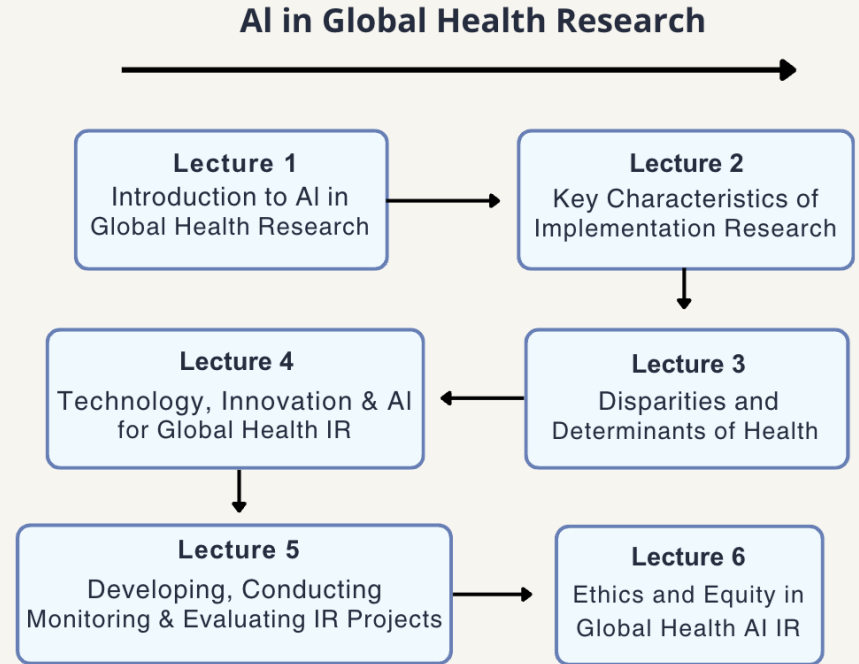 AI in Global Health Research
Lecture 1
Introduction to AI in
Global Health Research
Lecture 2
Key Characteristics of
Implementation Research
Lecture 3
Disparities and
Determinants of Health
Lecture 4
Technology, Innovation & AI
for Global Health IR
Lecture 5
Developing, Conducting
Monitoring & Evaluating IR Projects
Lecture 6
Ethics and Equity in
Global Health AI IR